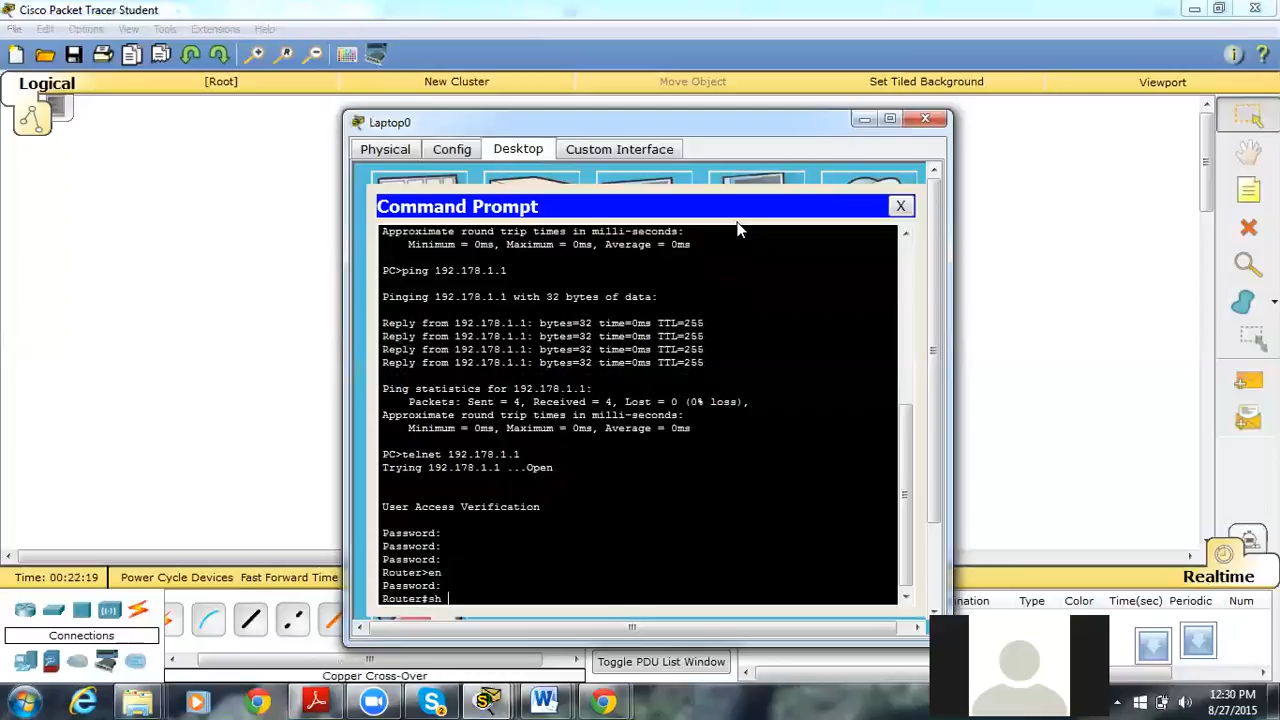 Cisco Packet Tracer Student
File Edit Options View Tools Extensions Help
Logical [Root] New Cluster Move Object Set Tiled Background Viewport
Laptop0
Physical Config Desktop Custom Interface
Command Prompt X
Approximate round trip times in milli-seconds:
Minimum = 0ms, Maximum = 0ms, Average = 0ms
PC>ping 192.178.1.1
Pinging 192.178.1.1 with 32 bytes of data:
Reply from 192.178.1.1: bytes=32 time=0ms TTL=255
Reply from 192.178.1.1: bytes=32 time=0ms TTL=255
Reply from 192.178.1.1: bytes=32 time=0ms TTL=255
Reply from 192.178.1.1: bytes=32 time=0ms TTL=255
Ping statistics for 192.178.1.1:
Packets: Sent = 4, Received = 4, Lost = 0 (0% loss),
Approximate round trip times in milli-seconds:
Minimum = 0ms, Maximum = 0ms, Average = 0ms
PC>telnet 192.178.1.1
Trying 192.178.1.1 ...Open
User Access Verification
Password:
Password:
Password:
Router>en
Password:
Router#sh
Time: 00:22:19 Power Cycle Devices Fast Forward Time Realtime
ination Type Color Time(sec) Periodic Num
Connections
Toggle PDU List Window
Copper Cross-Over
12:30 PM
8/27/2015